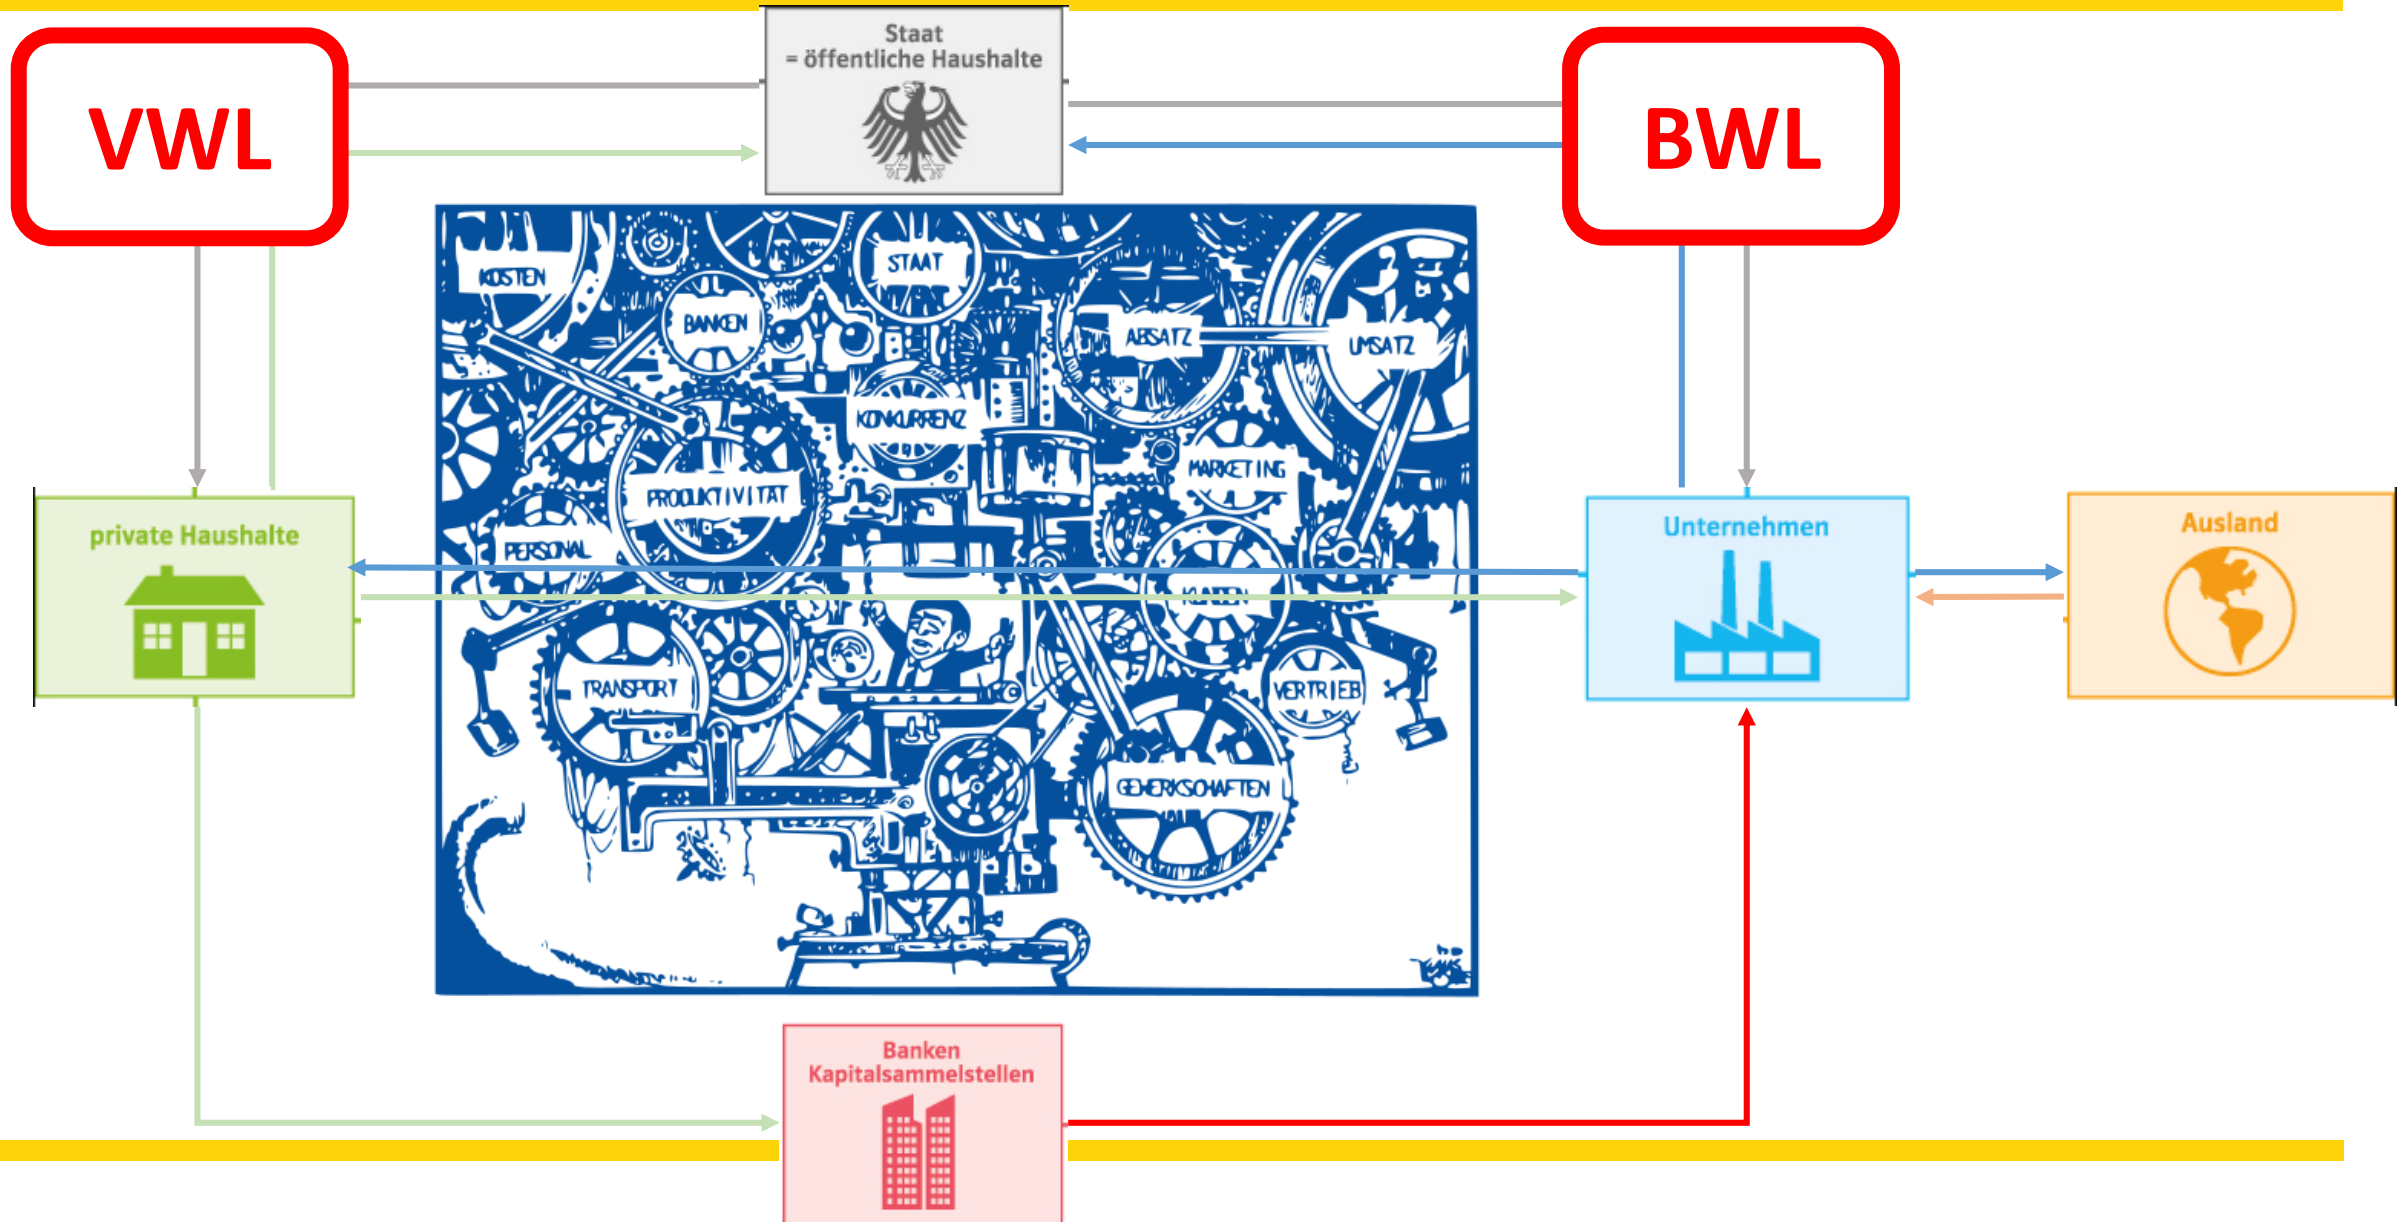 Staat
= öffentliche Haushalte
VWL
BWL
KOSTEN
STAAT
BANKEN
ABSATZ
UMSATZ
KONKURRENZ
MARKETING
PRODUKTIVITÄT
PERSONAL
KUNDEN
TRANSPORT
VERTRIEB
GEWERKSCHAFTEN
private Haushalte
Unternehmen
Ausland
Banken
Kapitalsammelstellen